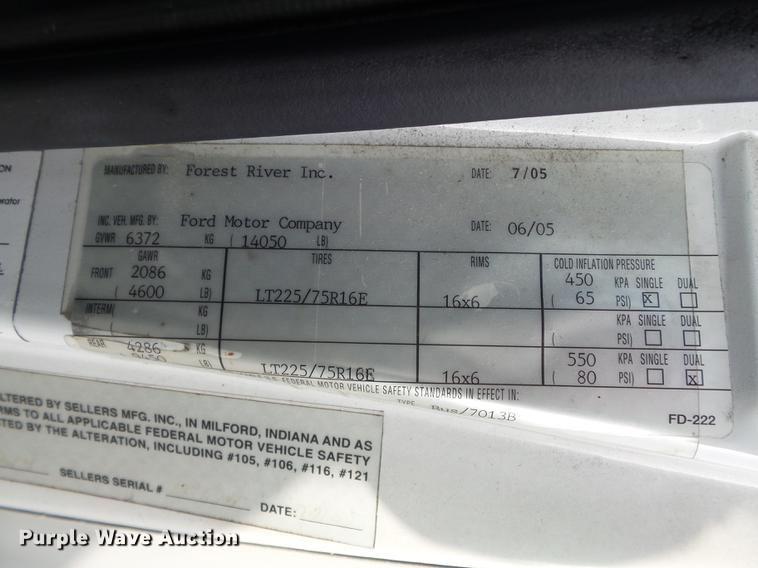 MANUFACTURED BY: Forest River Inc. DATE: 7/05
INC. VEH. MFG. BY: Ford Motor Company DATE: 06/05
GVWR 6372 KG ( 14050 LB)
GAWR TIRES RIMS COLD INFLATION PRESSURE
FRONT 2086 KG 450 KPA SINGLE DUAL
( 4600 LB) LT225/75R16E 16x6 ( 65 PSI) X
INTERM( KG KPA SINGLE DUAL
LB) ( PSI)
REAR 4286 KG 550 KPA SINGLE DUAL
9450 LB) LT225/75R16E 16x6 ( 80 PSI) X
FEDERAL MOTOR VEHICLE SAFETY STANDARDS IN EFFECT IN:
TYPE Bus/7013B
FD-222
ON
erator
LTERED BY SELLERS MFG. INC., IN MILFORD, INDIANA AND AS
RMS TO ALL APPLICABLE FEDERAL MOTOR VEHICLE SAFETY
TED BY THE ALTERATION, INCLUDING #105, #106, #116, #121
SELLERS SERIAL #
DATE:
Purple Wave Auction